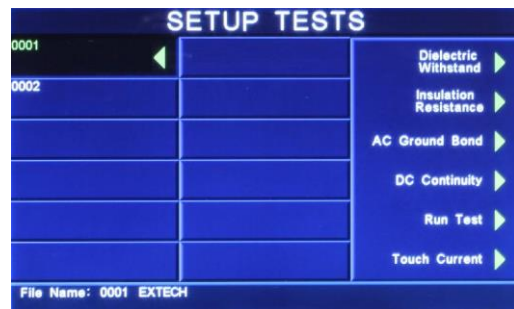 SETUP TESTS
0001
0002
Dielectric
Withstand
Insulation
Resistance
AC Ground Bond
DC Continuity
Run Test
Touch Current
File Name: 0001 EXTECH